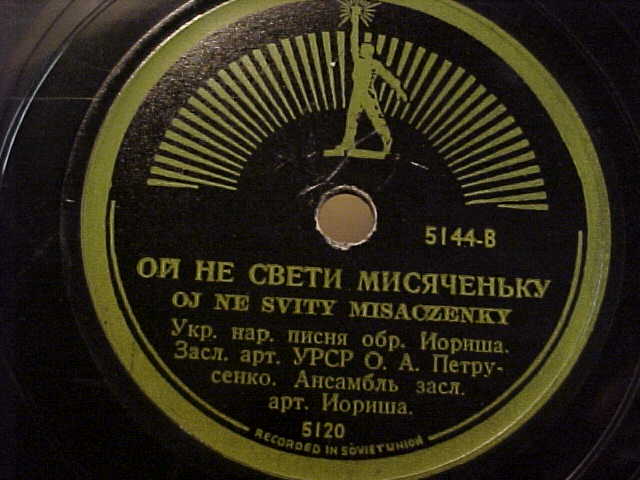 5144-В
ОЙ НЕ СВЕТИ МИСЯЧЕНЬКУ
OJ NE SVITY MISACZENKY
Укр. нар. писня обр. Иориша.
Засл. арт. УРСР О. А. Петру-
сенко. Ансамбль засл.
арт. Иориша.
5120
RECORDED IN SOVIET UNION